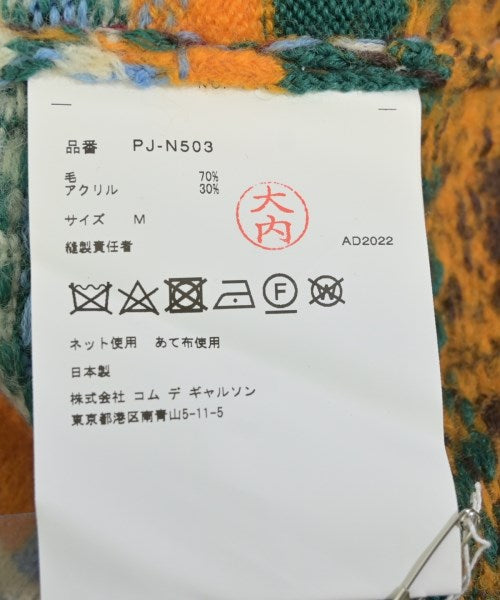 品番 PJ-N503
毛 70%
アクリル 30%
サイズ M
縫製責任者
大内
AD2022
F
W
ネット使用 あて布使用
日本製
株式会社 コム デ ギャルソン
東京都港区南青山5-11-5